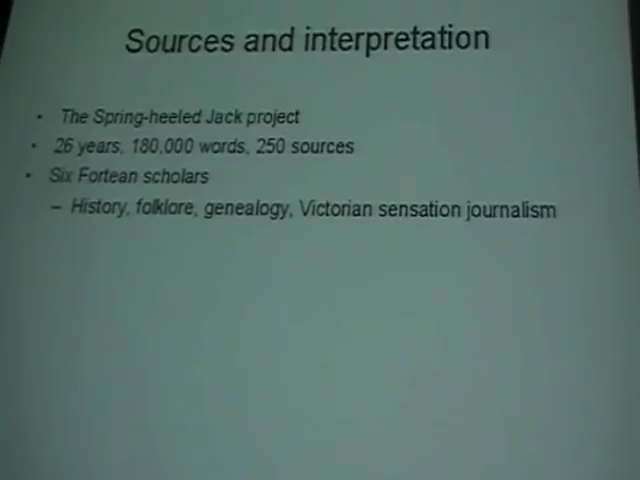 Sources and interpretation
• The Spring-heeled Jack project
• 26 years, 180,000 words, 250 sources
• Six Fortean scholars
– History, folklore, genealogy, Victorian sensation journalism